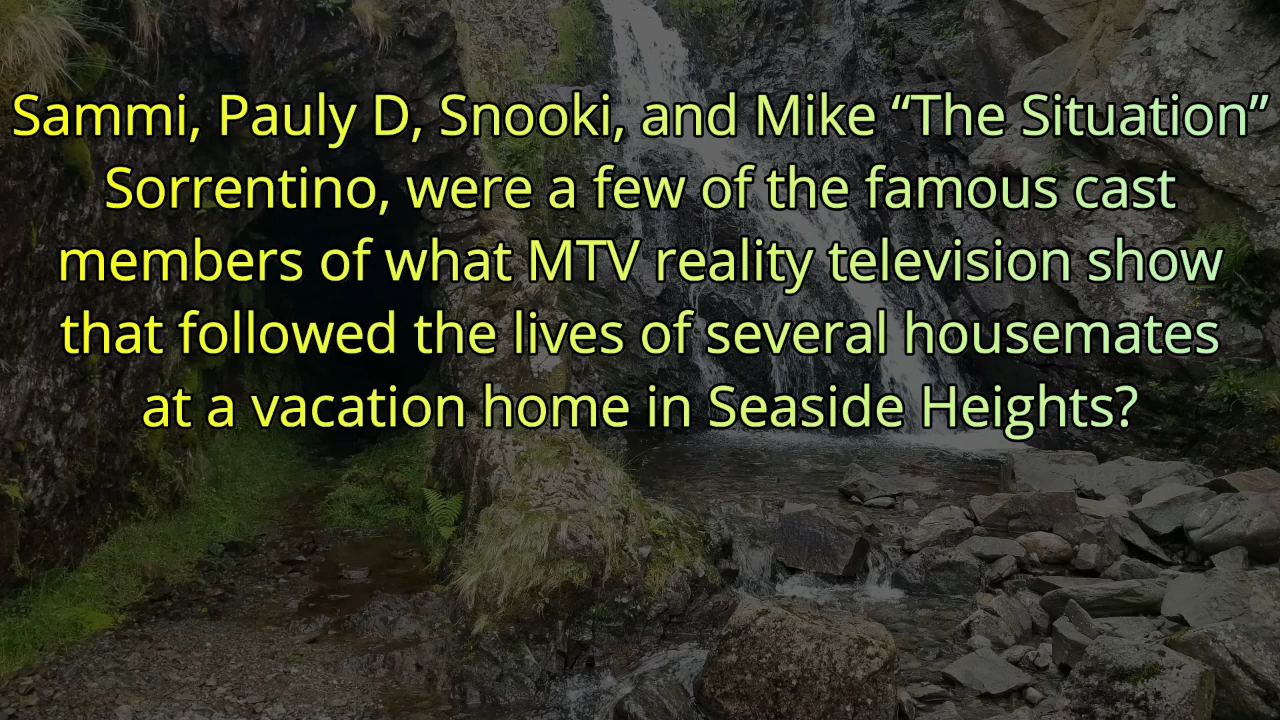 Sammi, Pauly D, Snooki, and Mike “The Situation”
Sorrentino, were a few of the famous cast
members of what MTV reality television show
that followed the lives of several housemates
at a vacation home in Seaside Heights?